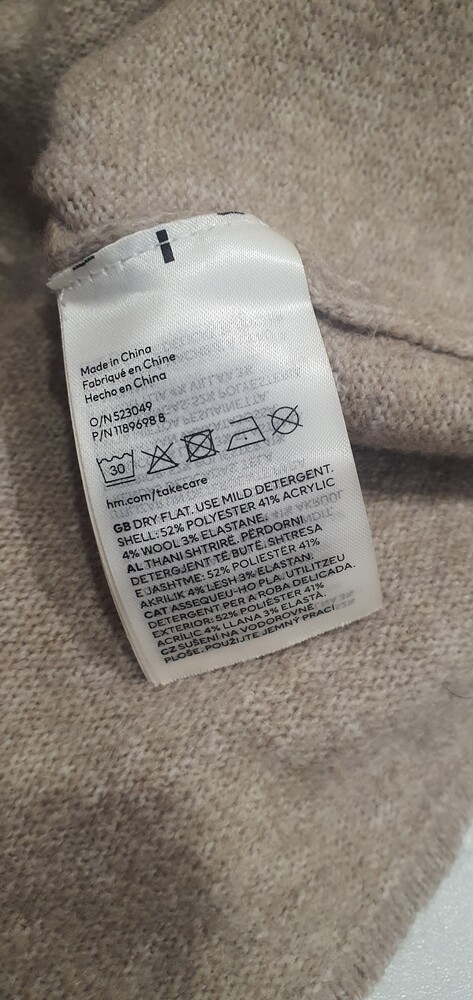 Made in China
Fabriqué en Chine
Hecho en China
O/N 523049
P/N 1189698 8
30
hm.com/takecare
GB DRY FLAT. USE MILD DETERGENT.
SHELL: 52% POLYESTER 41% ACRYLIC
4% WOOL 3% ELASTANE.
AL THANI SHTRIRË. PËRDORNI
DETERGJENT TË BUTË. SHTRESA
E JASHTME: 52% POLIESTËR 41%
AKRILIK 4% LESH 3% ELASTAN.
CAT ASSEQUEU-HO PLA. UTILITZEU
DETERGENT PER A ROBA DELICADA.
EXTERIOR: 52% POLIÈSTER 41%
ACRÍLIC 4% LLANA 3% ELASTÀ.
CZ SUŠENÍ NA VODOROVNÉ
PLOŠE. POUŽIJTE JEMNÝ PRACÍ